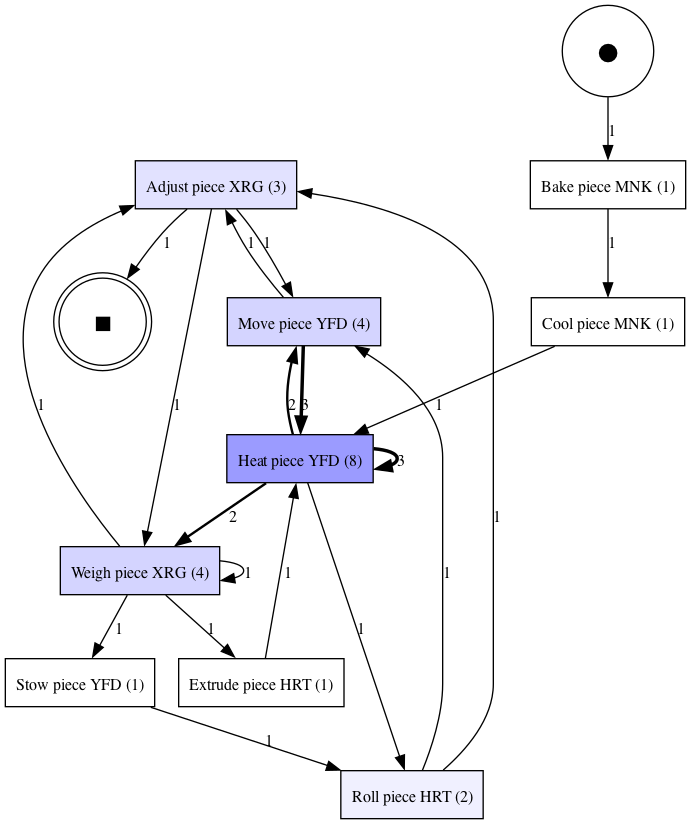 1
Adjust piece XRG (3)
Bake piece MNK (1)
1
1
1
1
Move piece YFD (4)
Cool piece MNK (1)
1
1
2
3
1
Heat piece YFD (8)
3
2
1
Weigh piece XRG (4)
1
1
1
1
1
1
Stow piece YFD (1)
Extrude piece HRT (1)
1
Roll piece HRT (2)